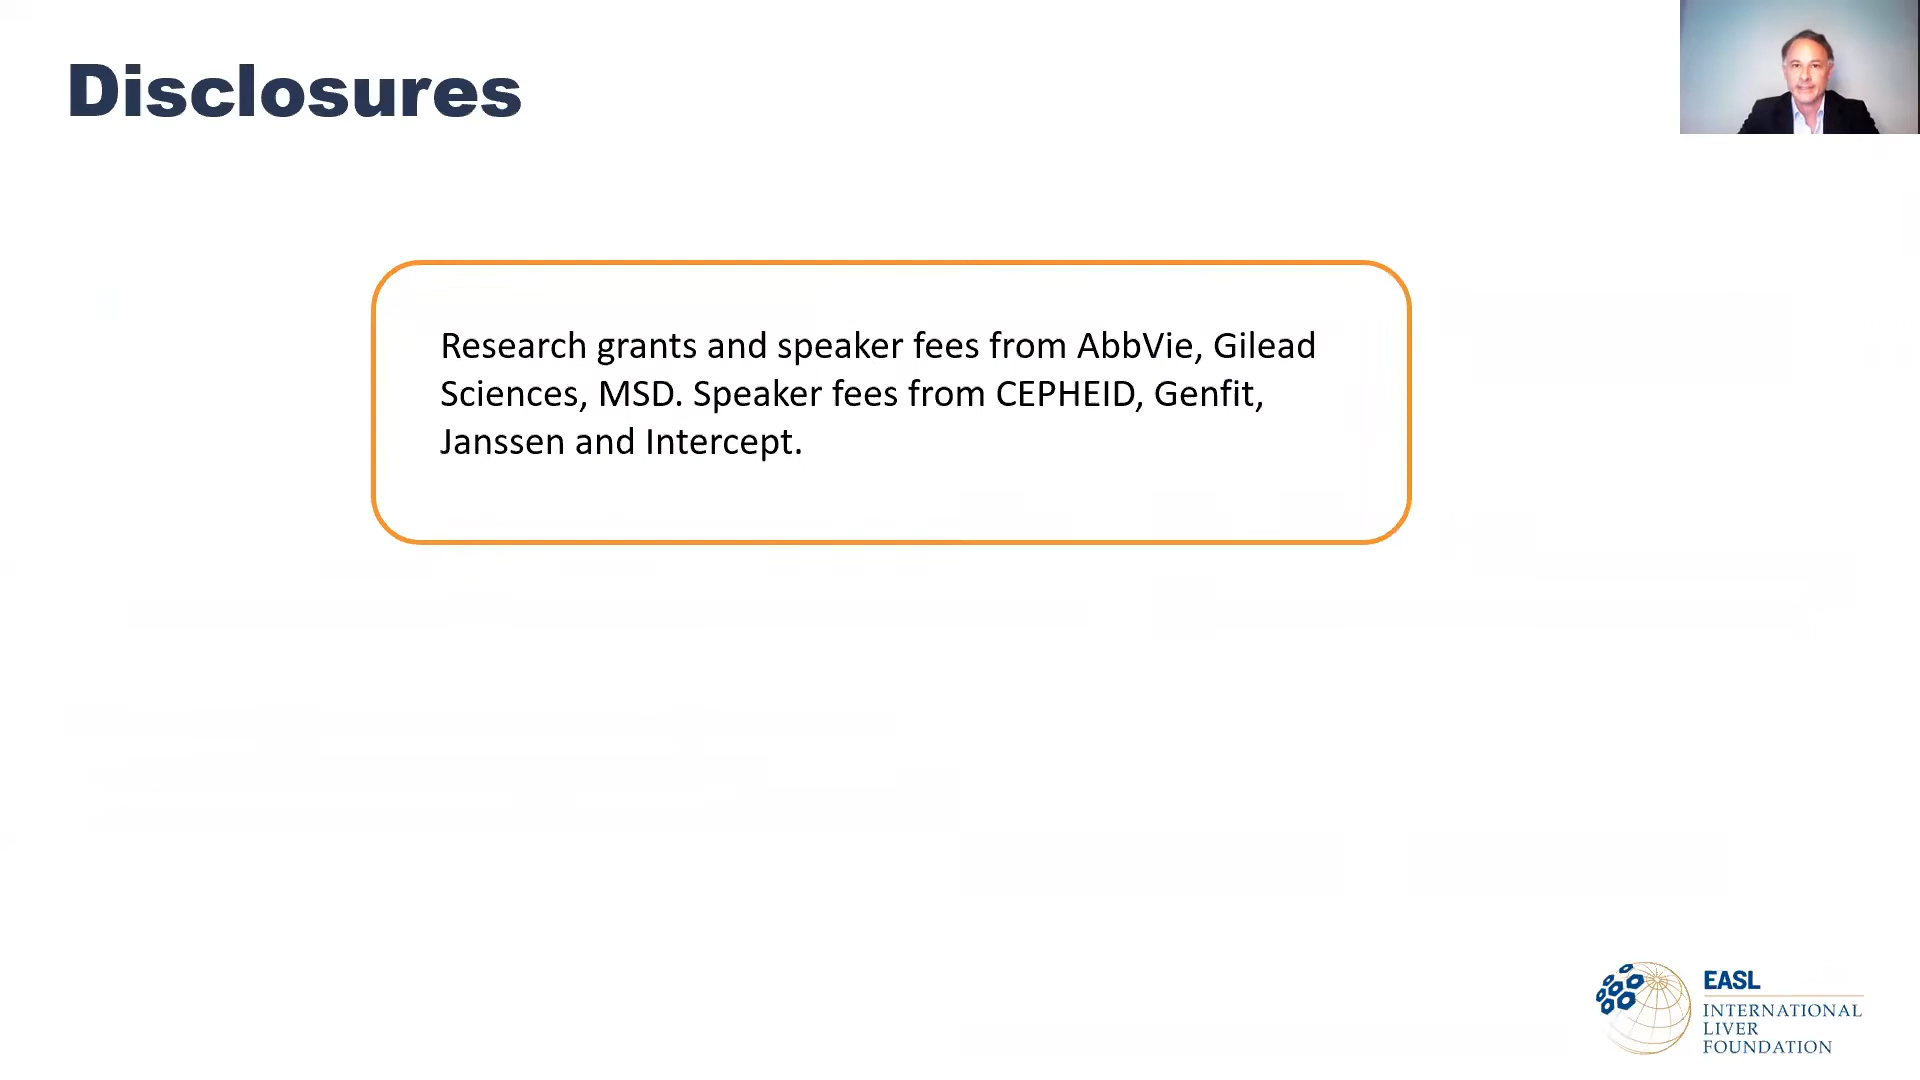 Disclosures
Research grants and speaker fees from AbbVie, Gilead
Sciences, MSD. Speaker fees from CEPHEID, Genfit,
Janssen and Intercept.
EASL
INTERNATIONAL
LIVER
FOUNDATION